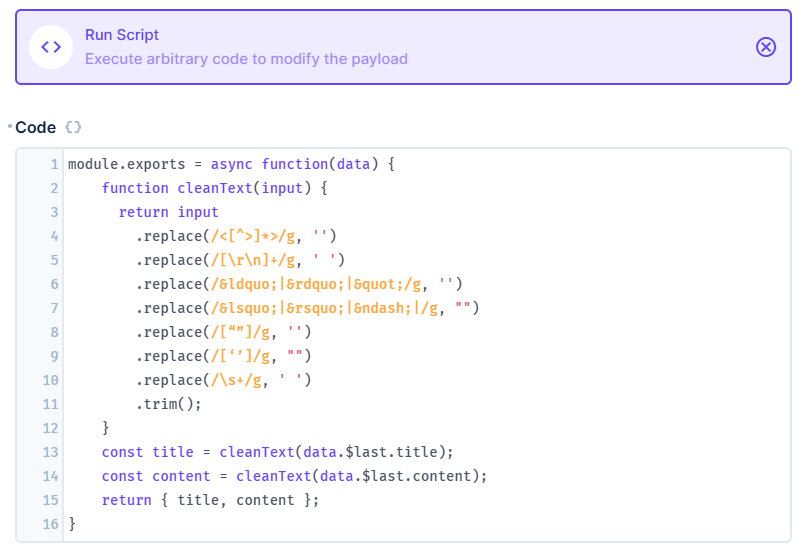 Run Script
Execute arbitrary code to modify the payload
Code {}
1 module.exports = async function(data) {
2     function cleanText(input) {
3       return input
4         .replace(/<[^>]*>/g, '')
5         .replace(/[\r\n]+/g, ' ')
6         .replace(/&ldquo;|&rdquo;|&quot;/g, '')
7         .replace(/&lsquo;|&rsquo;|&ndash;|/g, "")
8         .replace(/[“”]/g, '')
9         .replace(/[‘’]/g, "")
10         .replace(/\s+/g, ' ')
11         .trim();
12     }
13     const title = cleanText(data.$last.title);
14     const content = cleanText(data.$last.content);
15     return { title, content };
16 }